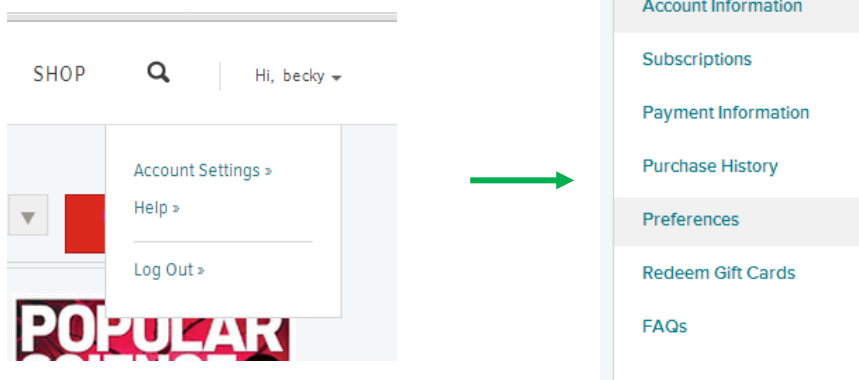 SHOP
Hi, becky
Account Settings »
Help »
Log Out »
POPULAR
SCIENCE
Account Information
Subscriptions
Payment Information
Purchase History
Preferences
Redeem Gift Cards
FAQs